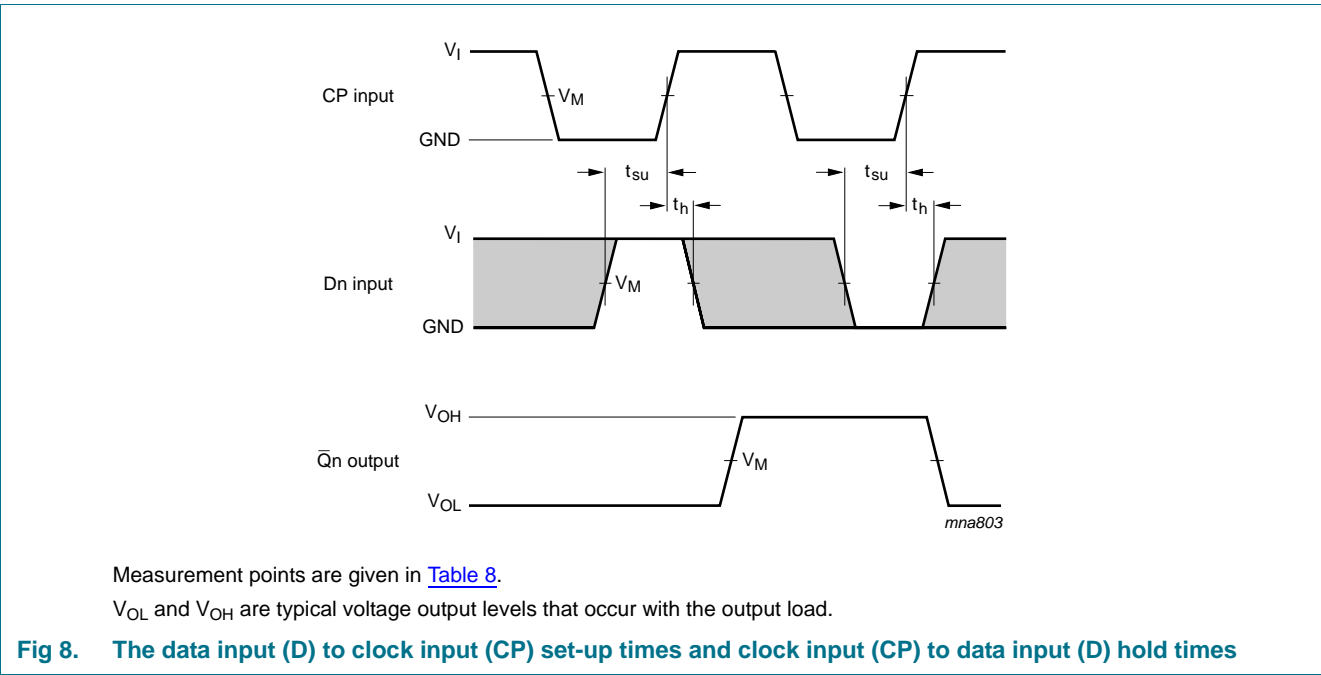 V_I
CP input
V_M
GND
t_su
t_su
t_h
t_h
V_I
Dn input
V_M
GND
V_OH
Q̅n output
V_M
V_OL
mna803
Measurement points are given in Table 8.
V_OL and V_OH are typical voltage output levels that occur with the output load.
Fig 8. The data input (D) to clock input (CP) set-up times and clock input (CP) to data input (D) hold times